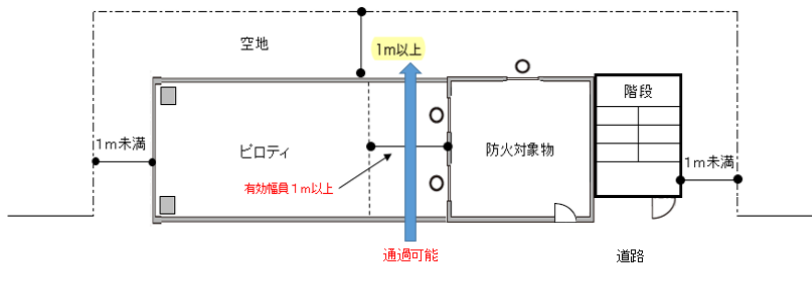 空地
1m以上
階段
1m未満
ピロティ
防火対象物
1m未満
有効幅員1m以上
通過可能
道路